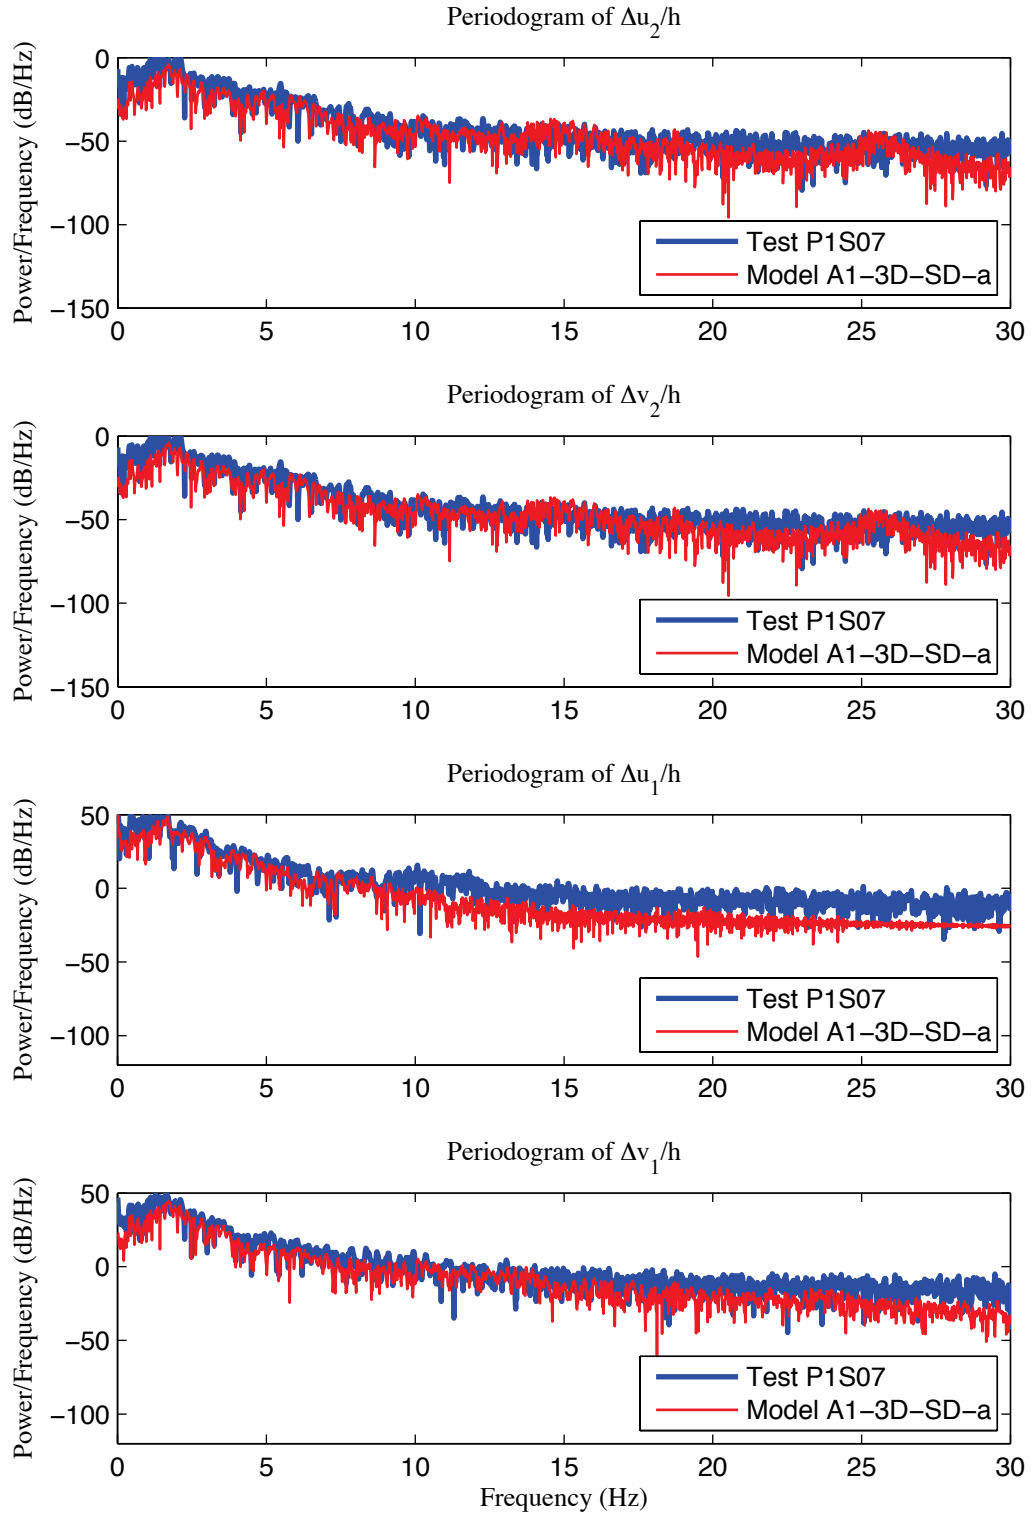 Periodogram of Δu2/h
Power/Frequency (dB/Hz)
0
−50
−100
−150
0 5 10 15 20 25 30
Test P1S07
Model A1−3D−SD−a
Periodogram of Δv2/h
Power/Frequency (dB/Hz)
0
−50
−100
−150
0 5 10 15 20 25 30
Test P1S07
Model A1−3D−SD−a
Periodogram of Δu1/h
Power/Frequency (dB/Hz)
50
0
−50
−100
0 5 10 15 20 25 30
Test P1S07
Model A1−3D−SD−a
Periodogram of Δv1/h
Power/Frequency (dB/Hz)
50
0
−50
−100
0 5 10 15 20 25 30
Test P1S07
Model A1−3D−SD−a
Frequency (Hz)